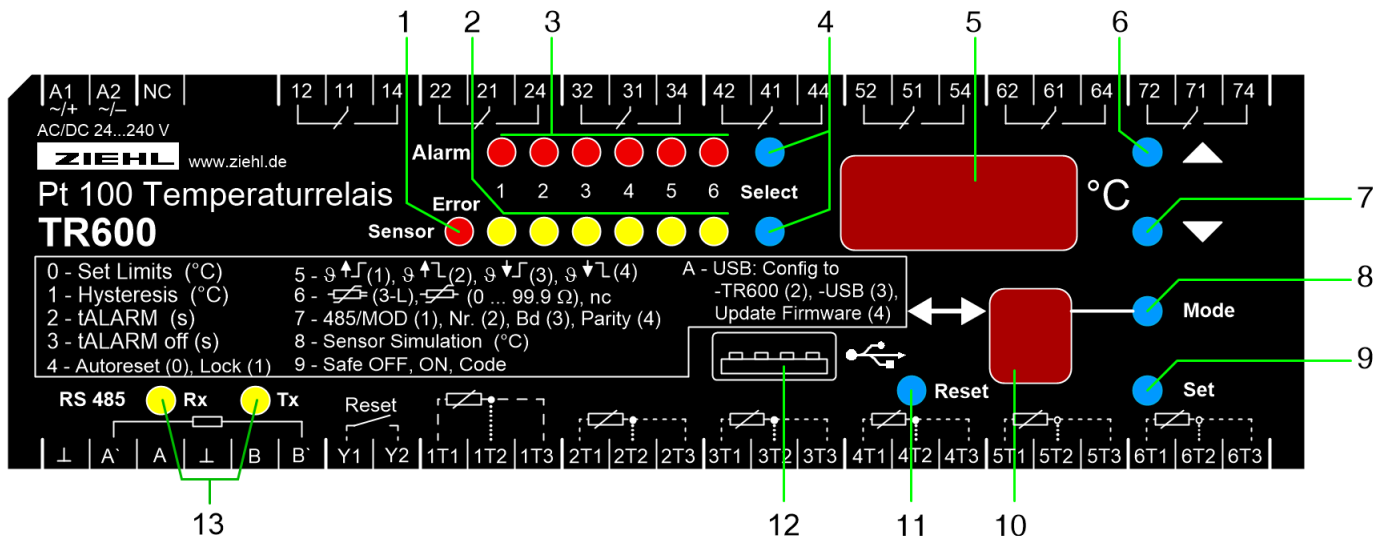 1 2 3 4 5 6
A1 A2 NC 12 11 14 22 21 24 32 31 34 42 41 44 52 51 54 62 61 64 72 71 74
~/+ ~/–
AC/DC 24...240 V
ZIEHL www.ziehl.de
Alarm
Pt 100 Temperaturrelais
1 2 3 4 5 6 Select
°C
Error
TR600
Sensor
7
0 - Set Limits (°C)
1 - Hysteresis (°C)
2 - tALARM (s)
3 - tALARM off (s)
4 - Autoreset (0), Lock (1)
5 - ϑ (1), ϑ (2), ϑ (3), ϑ (4)
6 - (3-L), (0 ... 99.9 Ω), nc
7 - 485/MOD (1), Nr. (2), Bd (3), Parity (4)
8 - Sensor Simulation (°C)
9 - Safe OFF, ON, Code
A - USB: Config to
-TR600 (2), -USB (3),
Update Firmware (4)
Mode
8
Reset
Set
9
RS 485 Rx Tx
Reset
⊥ A` A ⊥ B B` Y1 Y2 1T1 1T2 1T3 2T1 2T2 2T3 3T1 3T2 3T3 4T1 4T2 4T3 5T1 5T2 5T3 6T1 6T2 6T3
13 12 11 10